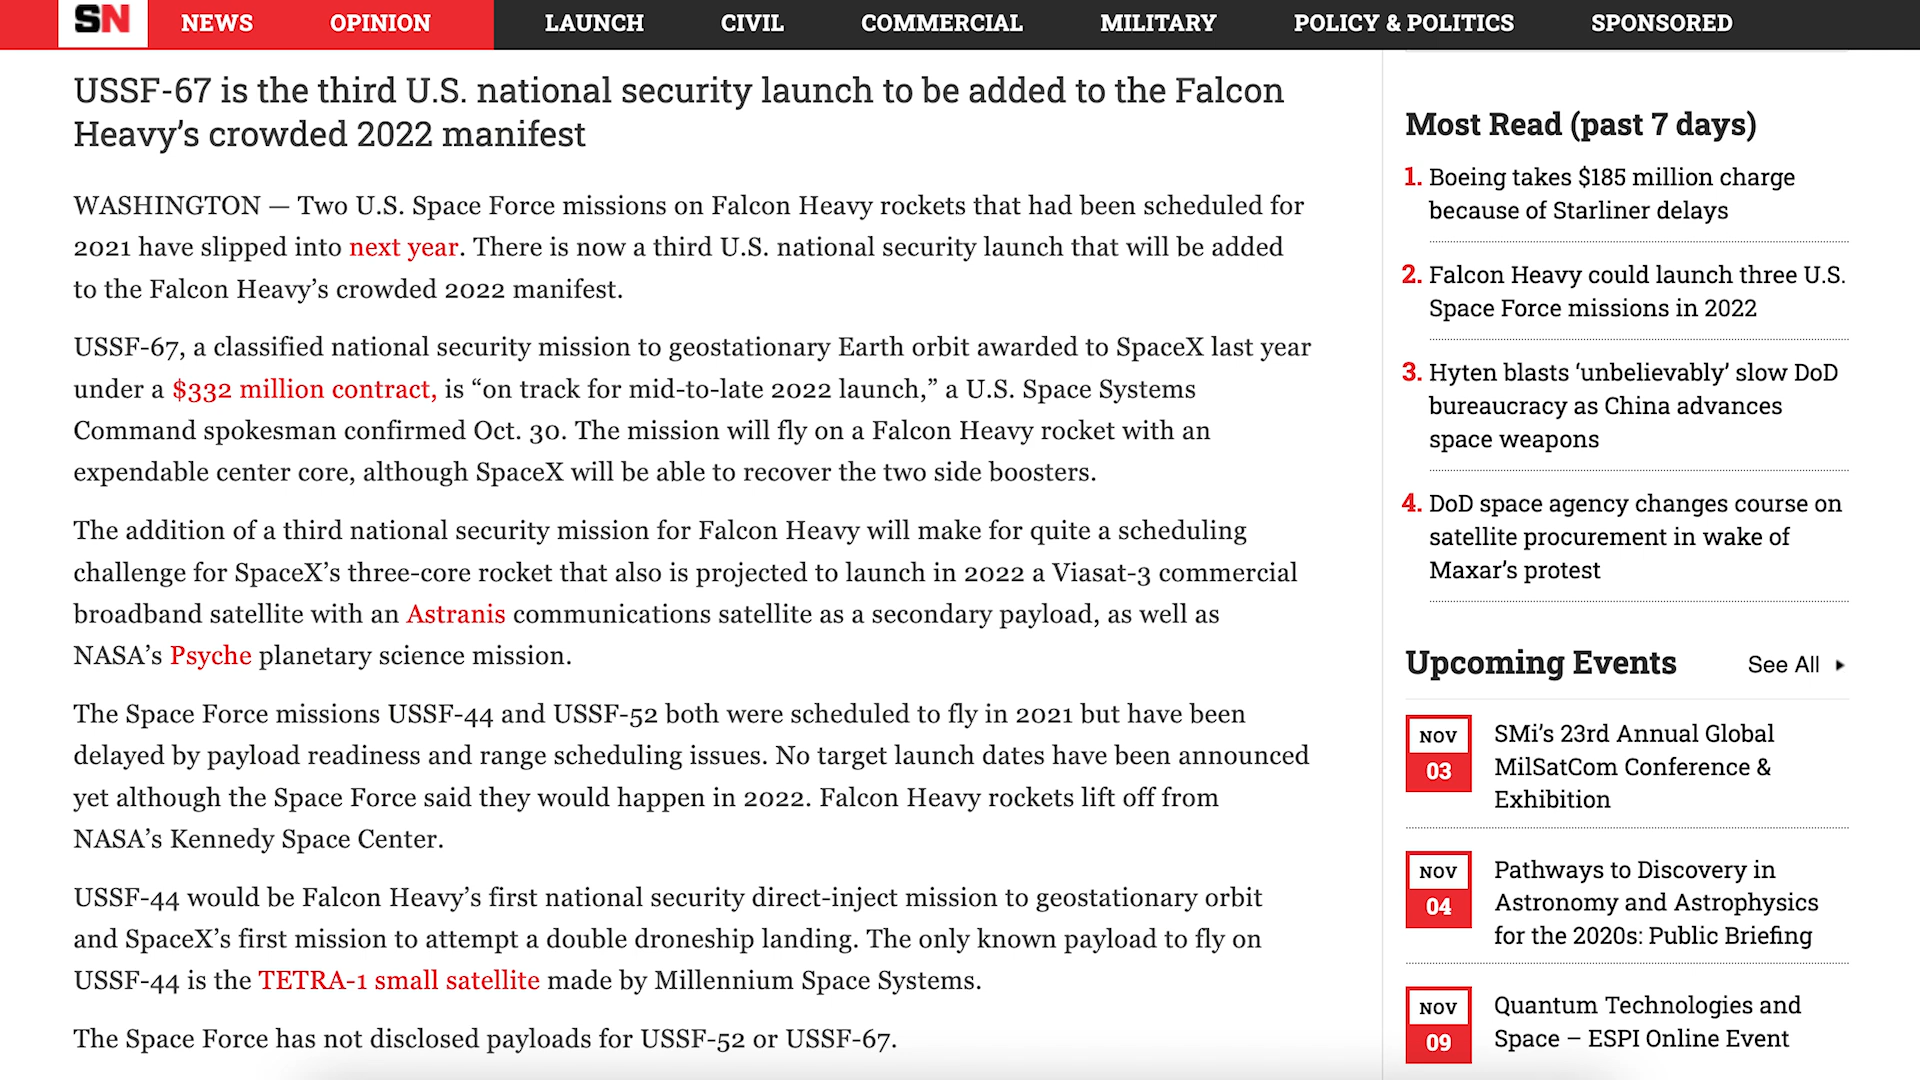 SN NEWS OPINION LAUNCH CIVIL COMMERCIAL MILITARY POLICY & POLITICS SPONSORED
USSF-67 is the third U.S. national security launch to be added to the Falcon
Heavy’s crowded 2022 manifest
WASHINGTON — Two U.S. Space Force missions on Falcon Heavy rockets that had been scheduled for
2021 have slipped into next year. There is now a third U.S. national security launch that will be added
to the Falcon Heavy’s crowded 2022 manifest.
USSF-67, a classified national security mission to geostationary Earth orbit awarded to SpaceX last year
under a $332 million contract, is “on track for mid-to-late 2022 launch,” a U.S. Space Systems
Command spokesman confirmed Oct. 30. The mission will fly on a Falcon Heavy rocket with an
expendable center core, although SpaceX will be able to recover the two side boosters.
The addition of a third national security mission for Falcon Heavy will make for quite a scheduling
challenge for SpaceX’s three-core rocket that also is projected to launch in 2022 a Viasat-3 commercial
broadband satellite with an Astranis communications satellite as a secondary payload, as well as
NASA’s Psyche planetary science mission.
The Space Force missions USSF-44 and USSF-52 both were scheduled to fly in 2021 but have been
delayed by payload readiness and range scheduling issues. No target launch dates have been announced
yet although the Space Force said they would happen in 2022. Falcon Heavy rockets lift off from
NASA’s Kennedy Space Center.
USSF-44 would be Falcon Heavy’s first national security direct-inject mission to geostationary orbit
and SpaceX’s first mission to attempt a double droneship landing. The only known payload to fly on
USSF-44 is the TETRA-1 small satellite made by Millennium Space Systems.
The Space Force has not disclosed payloads for USSF-52 or USSF-67.
Most Read (past 7 days)
1. Boeing takes $185 million charge
because of Starliner delays
2. Falcon Heavy could launch three U.S.
Space Force missions in 2022
3. Hyten blasts ‘unbelievably’ slow DoD
bureaucracy as China advances
space weapons
4. DoD space agency changes course on
satellite procurement in wake of
Maxar’s protest
Upcoming Events See All
NOV
03
SMi’s 23rd Annual Global
MilSatCom Conference &
Exhibition
NOV
04
Pathways to Discovery in
Astronomy and Astrophysics
for the 2020s: Public Briefing
NOV
09
Quantum Technologies and
Space – ESPI Online Event